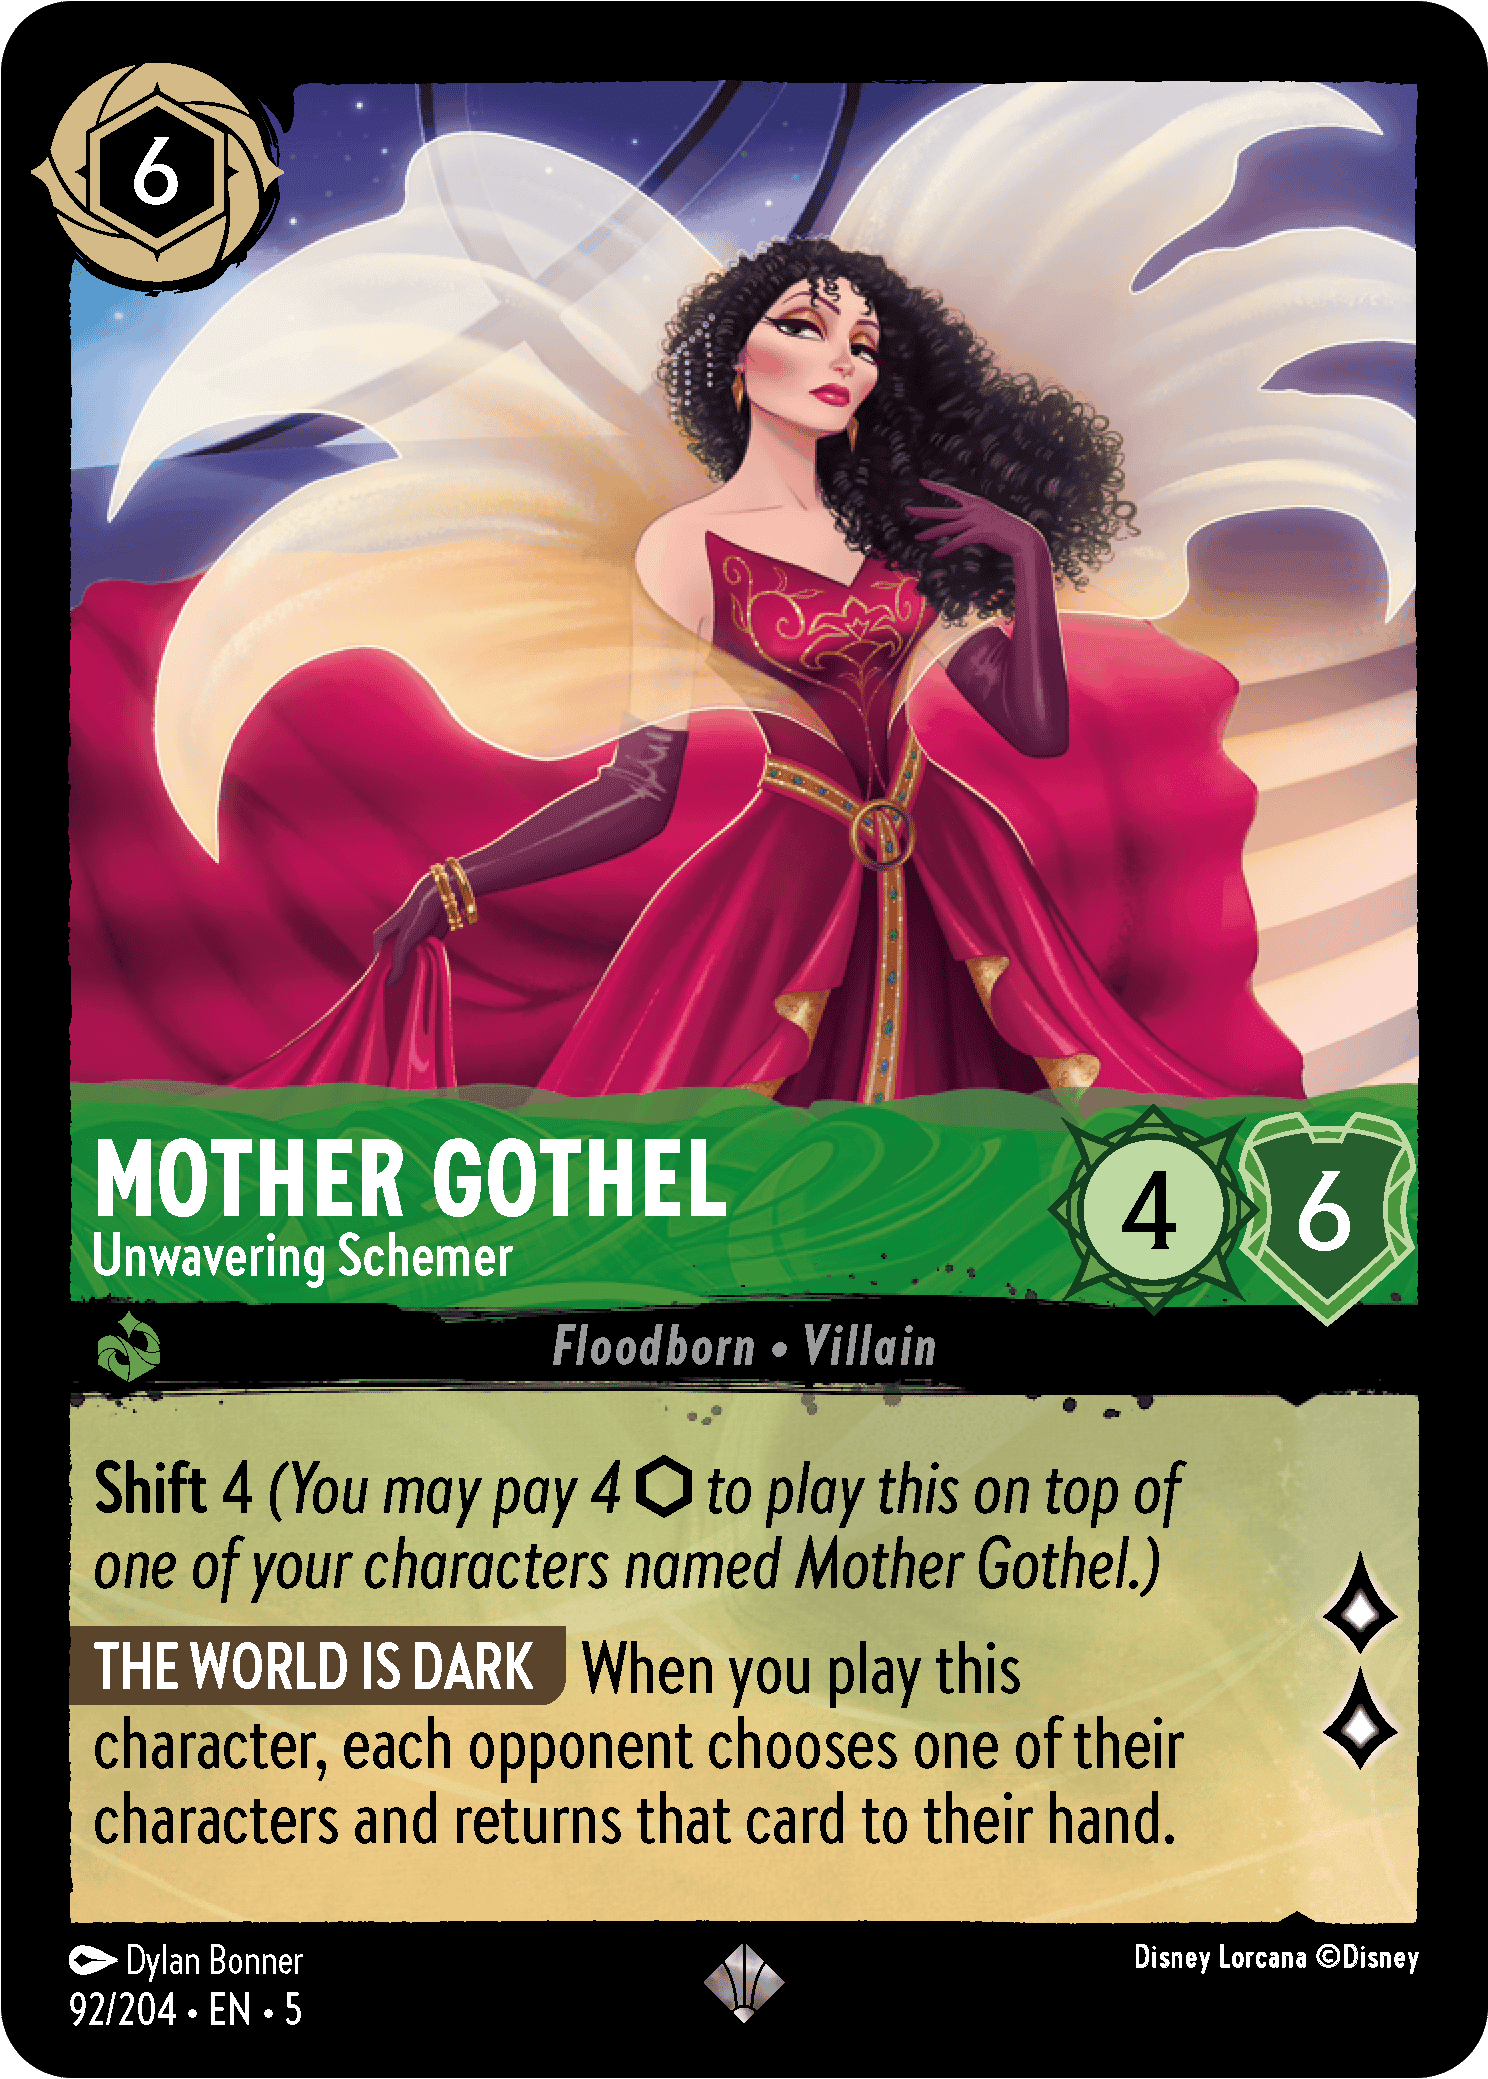 6
MOTHER GOTHEL
Unwavering Schemer
4
6
Floodborn • Villain
Shift 4 (You may pay 4 ⬡ to play this on top of
one of your characters named Mother Gothel.)
THE WORLD IS DARK When you play this
character, each opponent chooses one of their
characters and returns that card to their hand.
Dylan Bonner
Disney Lorcana ©Disney
92/204 • EN • 5